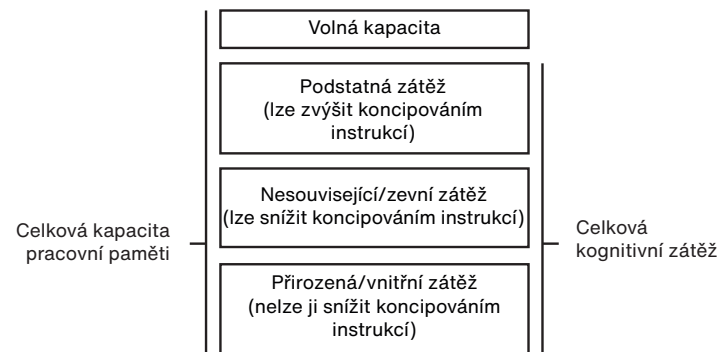 Volná kapacita
Podstatná zátěž
(lze zvýšit koncipováním
instrukcí)
Nesouvisející/zevní zátěž
(lze snížit koncipováním instrukcí)
Celková kapacita
pracovní paměti
Celková
kognitivní zátěž
Přirozená/vnitřní zátěž
(nelze ji snížit koncipováním
instrukcí)